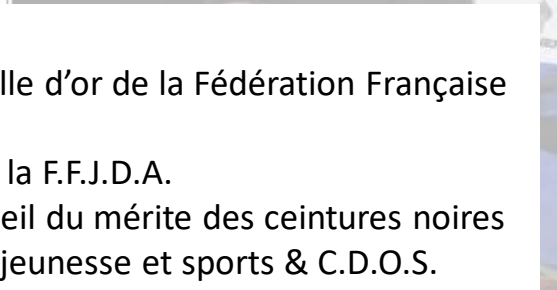 lle d'or de la Fédération Française
la F.F.J.D.A.
eil du mérite des ceintures noires
jeunesse et sports & C.D.O.S.